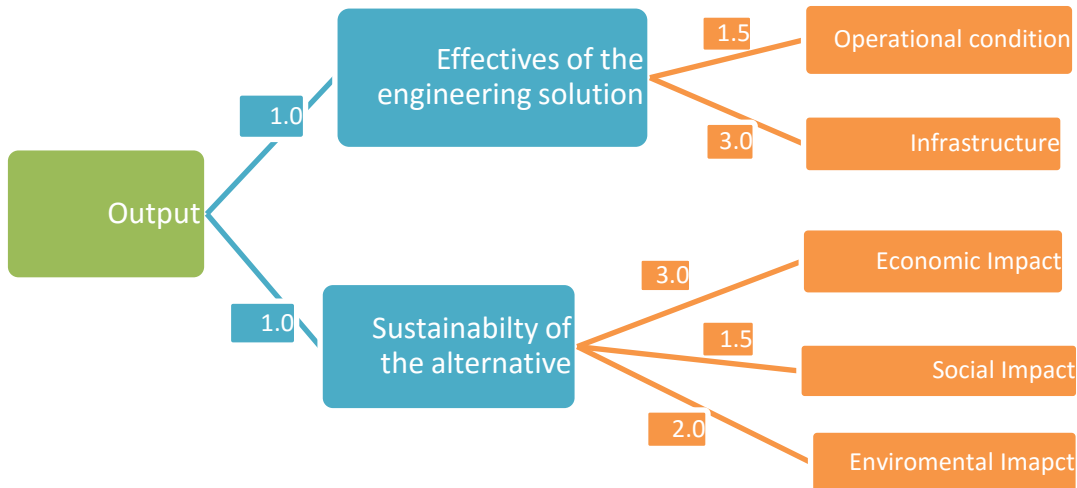 1.5
Operational condition
Effectives of the
engineering solution
1.0
3.0
Infrastructure
Output
Economic Impact
3.0
1.0
Sustainabilty of
the alternative
1.5
Social Impact
2.0
Enviromental Imapct